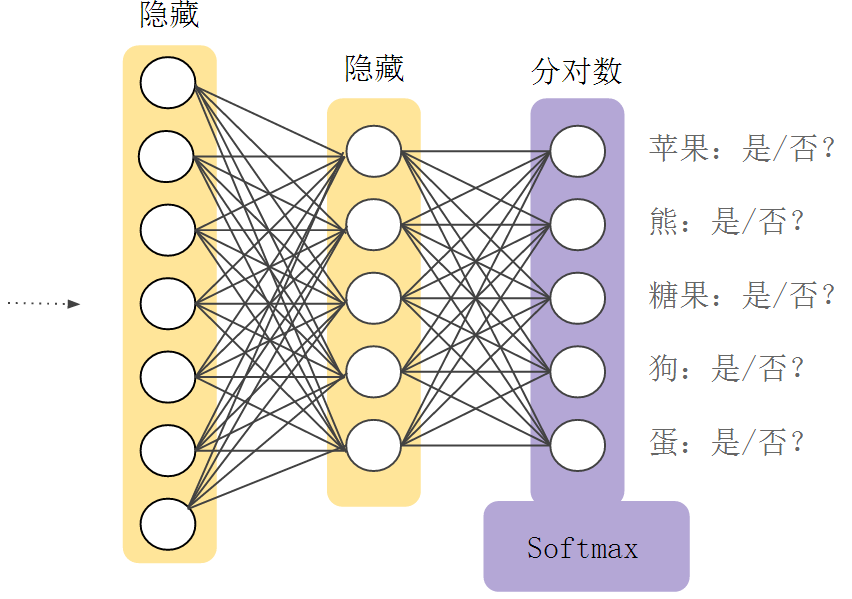 隐藏
隐藏
分对数
苹果：是/否？
熊：是/否？
糖果：是/否？
狗：是/否？
蛋：是/否？
Softmax